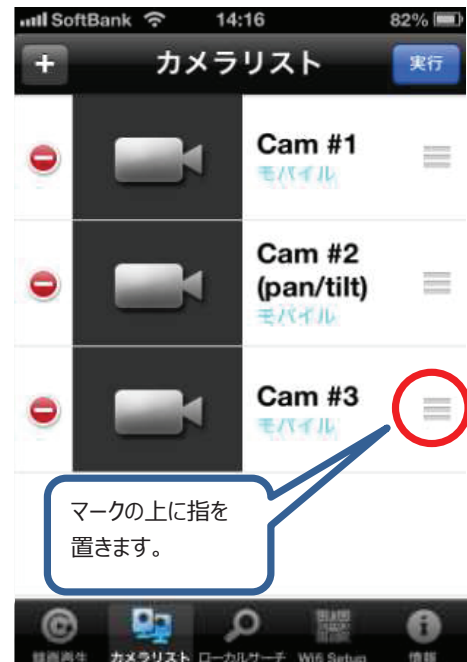 SoftBank 14:16 82%
+ カメラリスト 実行
Cam #1
モバイル
Cam #2
(pan/tilt)
モバイル
Cam #3
モバイル
マークの上に指を
置きます。
録画再生 カメラリスト ローカルサーチ Wifi Setup 情報